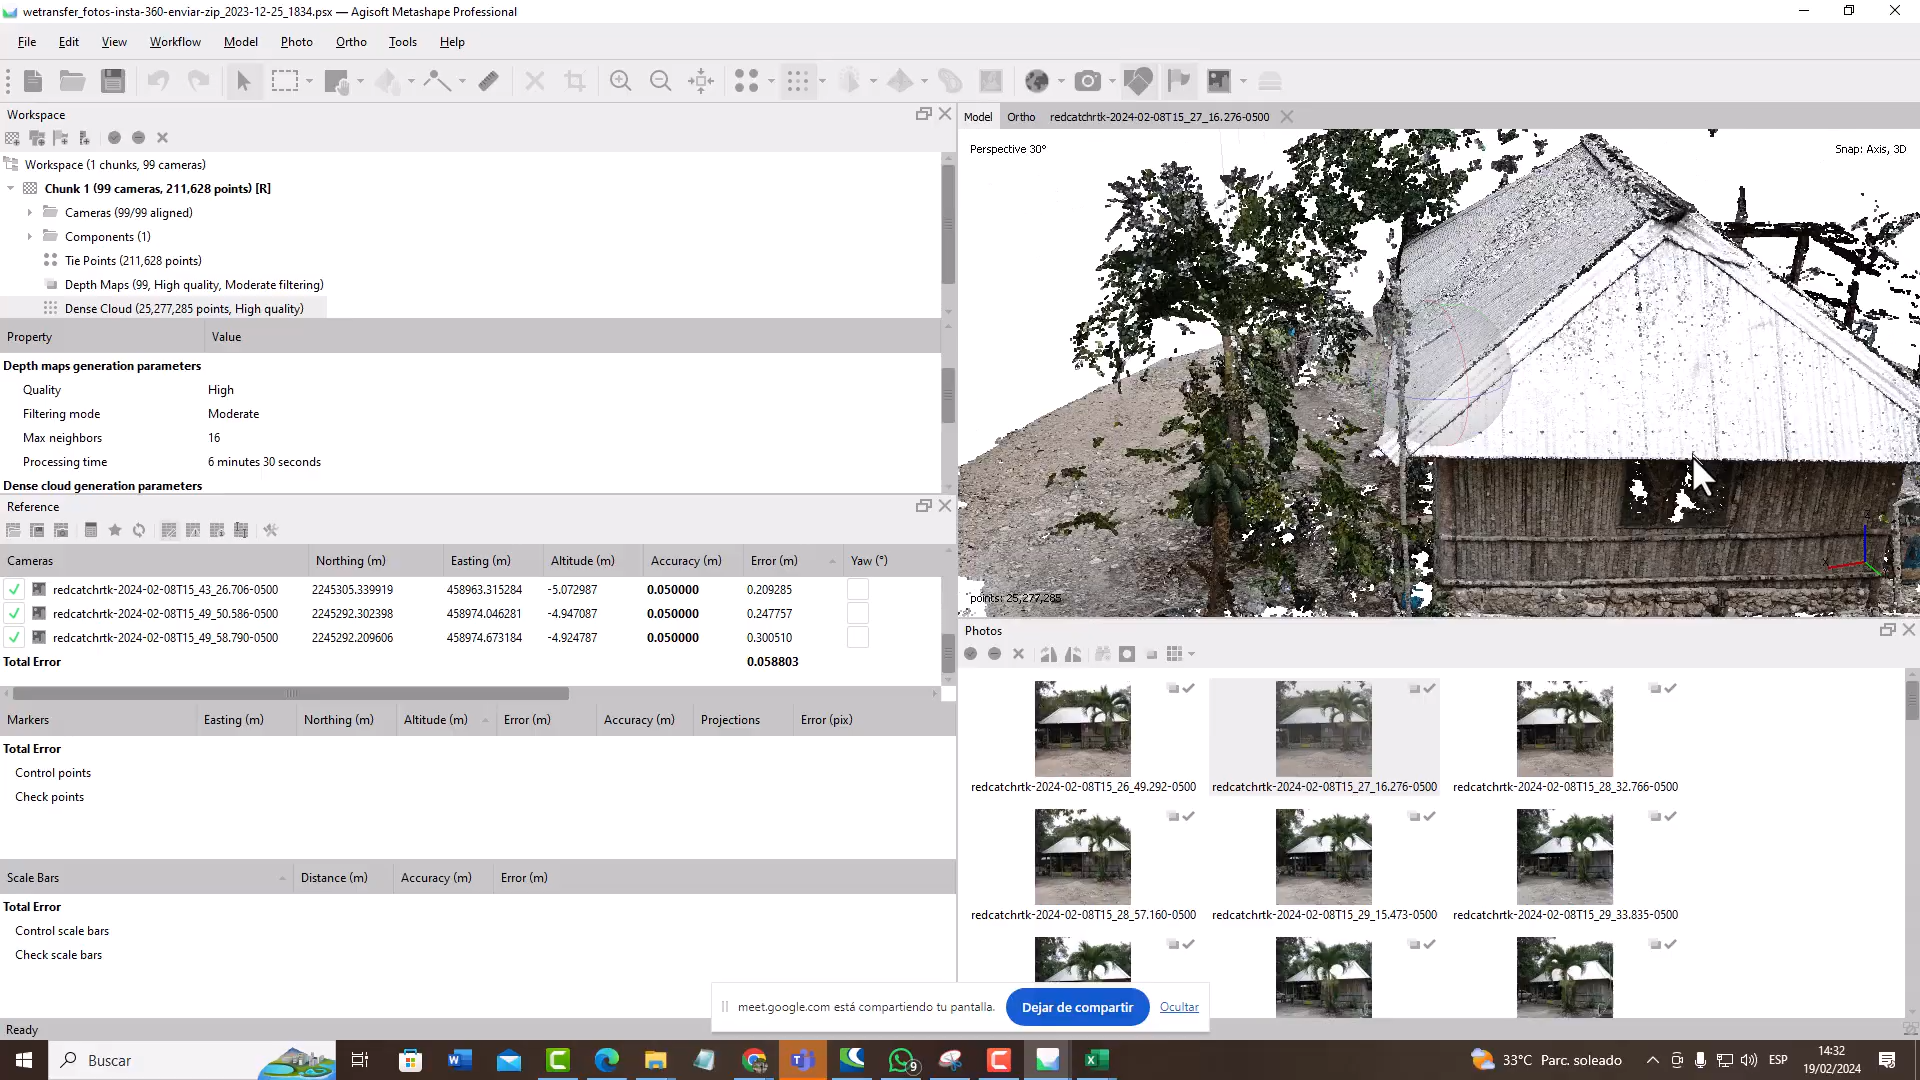 wetransfer_fotos-insta-360-enviar-zip_2023-12-25_1834.psx — Agisoft Metashape Professional
File Edit View Workflow Model Photo Ortho Tools Help
Workspace
Workspace (1 chunks, 99 cameras)
Chunk 1 (99 cameras, 211,628 points) [R]
Cameras (99/99 aligned)
Components (1)
Tie Points (211,628 points)
Depth Maps (99, High quality, Moderate filtering)
Dense Cloud (25,277,285 points, High quality)
Property Value
Depth maps generation parameters
Quality High
Filtering mode Moderate
Max neighbors 16
Processing time 6 minutes 30 seconds
Dense cloud generation parameters
Reference
Cameras Northing (m) Easting (m) Altitude (m) Accuracy (m) Error (m) Yaw (°)
redcatchrtk-2024-02-08T15_43_26.706-0500 2245305.339919 458963.315284 -5.072987 0.050000 0.209285
redcatchrtk-2024-02-08T15_49_50.586-0500 2245292.302398 458974.046281 -4.947087 0.050000 0.247757
redcatchrtk-2024-02-08T15_49_58.790-0500 2245292.209606 458974.673184 -4.924787 0.050000 0.300510
Total Error 0.058803
Markers Easting (m) Northing (m) Altitude (m) Error (m) Accuracy (m) Projections Error (pix)
Total Error
Control points
Check points
Scale Bars Distance (m) Accuracy (m) Error (m)
Total Error
Control scale bars
Check scale bars
Ready
Model Ortho redcatchrtk-2024-02-08T15_27_16.276-0500
Perspective 30° Snap: Axis, 3D
points: 25,277,285
Photos
redcatchrtk-2024-02-08T15_26_49.292-0500 redcatchrtk-2024-02-08T15_27_16.276-0500 redcatchrtk-2024-02-08T15_28_32.766-0500
redcatchrtk-2024-02-08T15_28_57.160-0500 redcatchrtk-2024-02-08T15_29_15.473-0500 redcatchrtk-2024-02-08T15_29_33.835-0500
meet.google.com está compartiendo tu pantalla. Dejar de compartir Ocultar
Buscar
9
33°C Parc. soleado ESP 14:32
19/02/2024